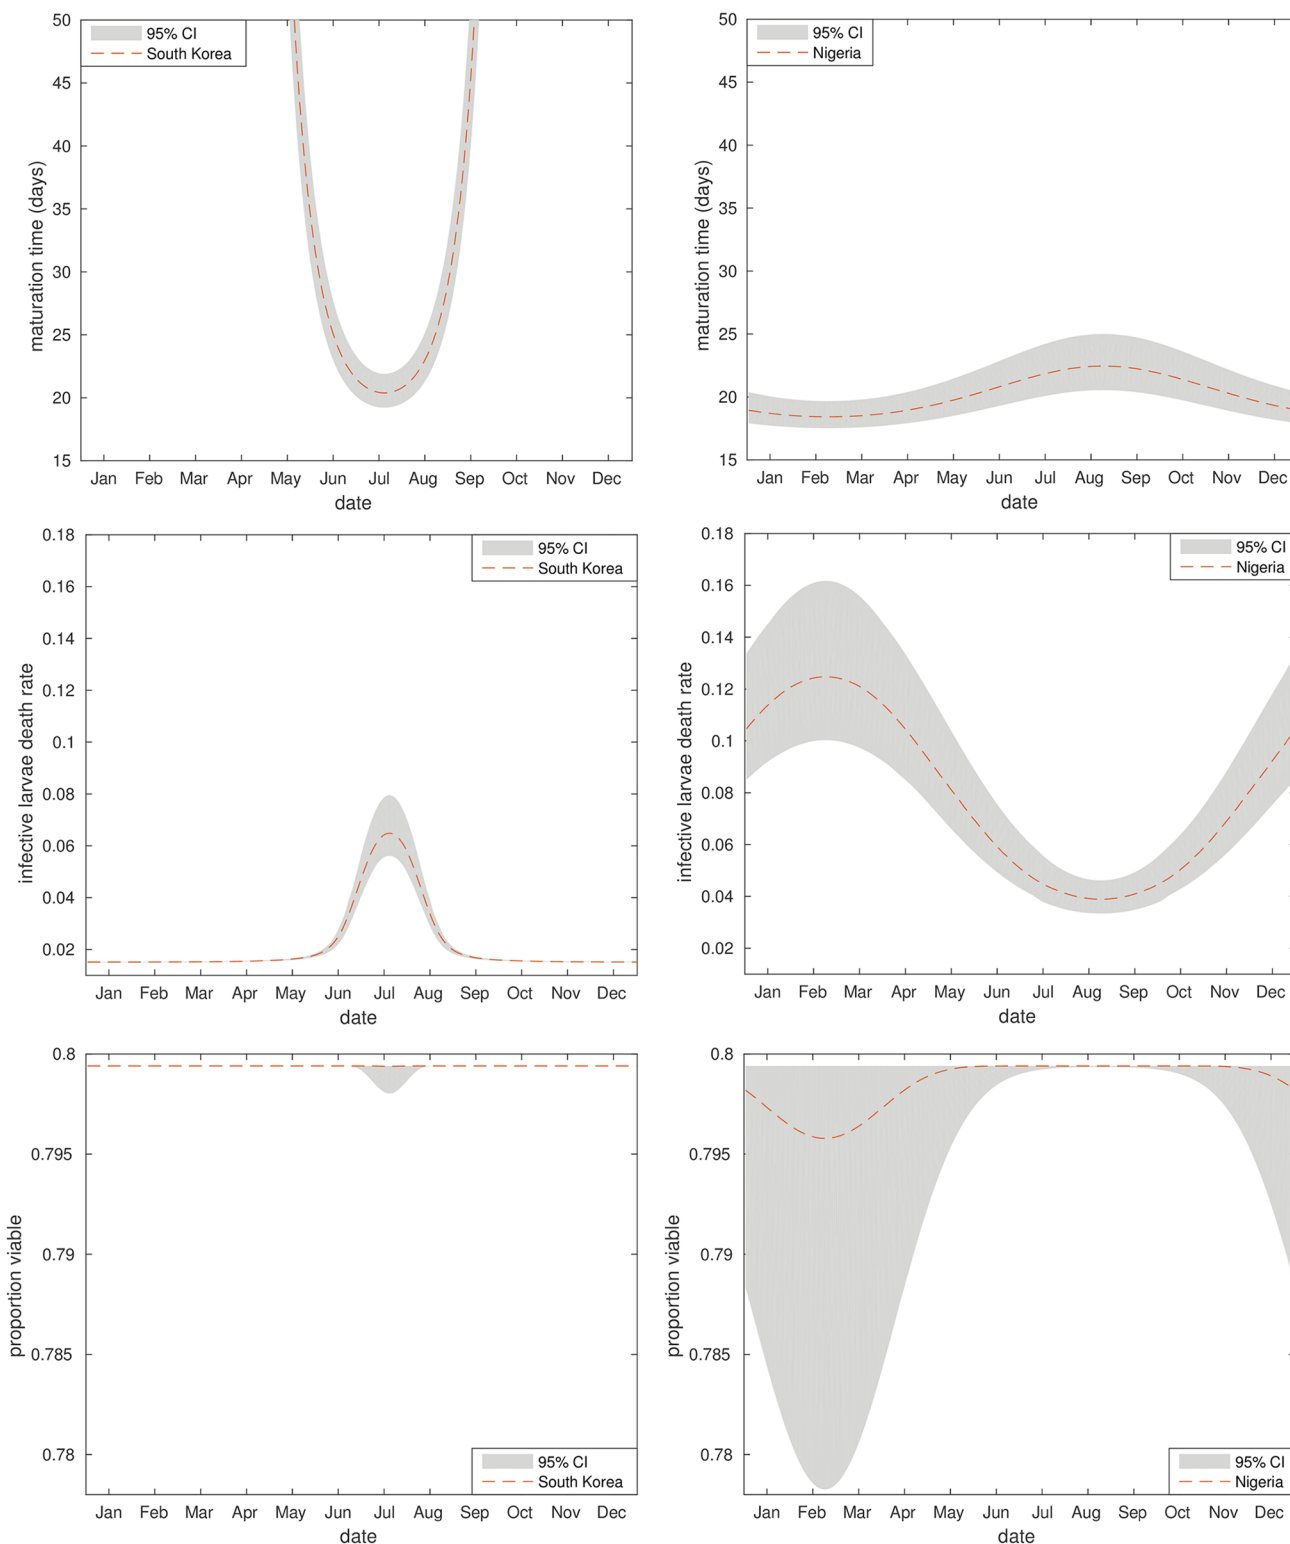 95% CI
South Korea
50
45
40
35
30
25
20
15
maturation time (days)
Jan Feb Mar Apr May Jun Jul Aug Sep Oct Nov Dec
date
95% CI
Nigeria
50
45
40
35
30
25
20
15
maturation time (days)
Jan Feb Mar Apr May Jun Jul Aug Sep Oct Nov Dec
date
95% CI
South Korea
0.18
0.16
0.14
0.12
0.1
0.08
0.06
0.04
0.02
infective larvae death rate
Jan Feb Mar Apr May Jun Jul Aug Sep Oct Nov Dec
date
95% CI
Nigeria
0.18
0.16
0.14
0.12
0.1
0.08
0.06
0.04
0.02
infective larvae death rate
Jan Feb Mar Apr May Jun Jul Aug Sep Oct Nov Dec
date
0.8
0.795
0.79
0.785
0.78
proportion viable
95% CI
South Korea
Jan Feb Mar Apr May Jun Jul Aug Sep Oct Nov Dec
date
0.8
0.795
0.79
0.785
0.78
proportion viable
95% CI
Nigeria
Jan Feb Mar Apr May Jun Jul Aug Sep Oct Nov Dec
date